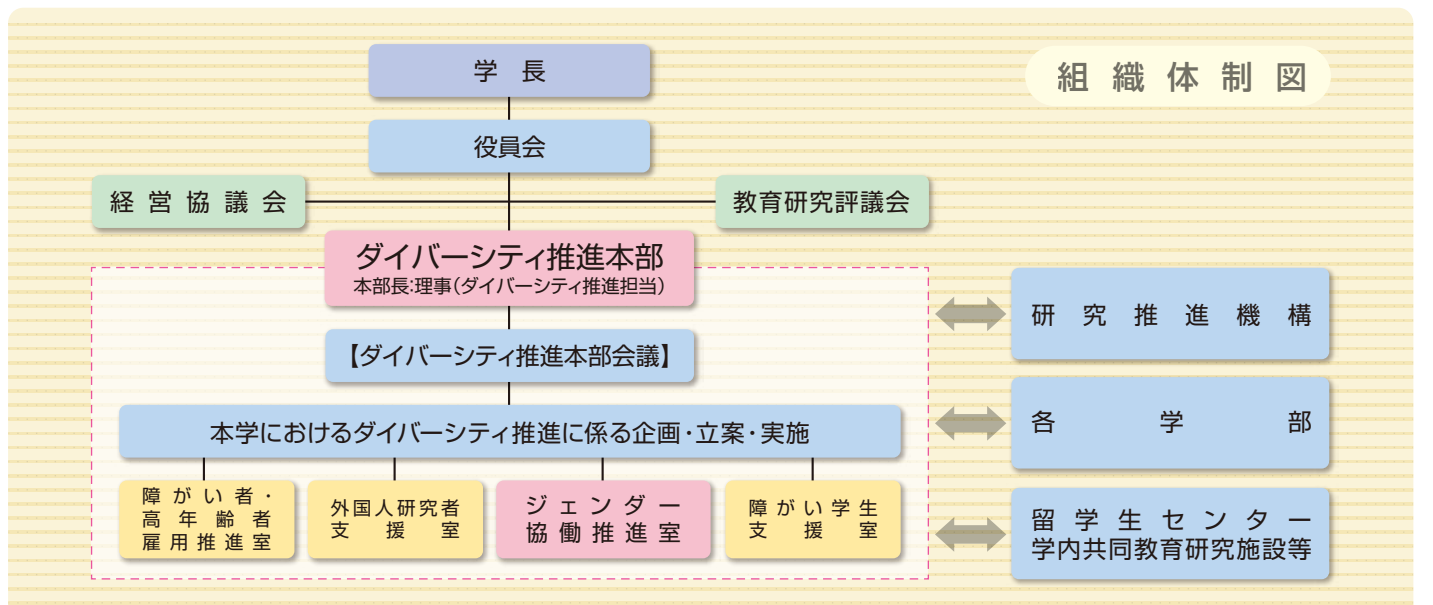 組織体制図
学長
役員会
経営協議会
教育研究評議会
ダイバーシティ推進本部
本部長:理事(ダイバーシティ推進担当)
【ダイバーシティ推進本部会議】
本学におけるダイバーシティ推進に係る企画・立案・実施
障がい者・
高年齢者
雇用推進室
外国人研究者
支援室
ジェンダー
協働推進室
障がい学生
支援室
研究推進機構
各学部
留学生センター
学内共同教育研究施設等